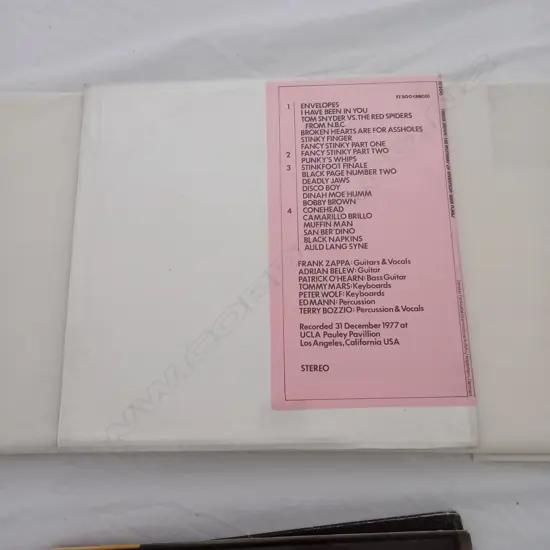 FZ 500 (ABCD)
1 ENVELOPES
I HAVE BEEN IN YOU
TOM SNYDER VS. THE RED SPIDERS
FROM N.B.C.
BROKEN HEARTS ARE FOR ASSHOLES
STINKY FINGER
FANCY STINKY PART ONE
2 FANCY STINKY PART TWO
PUNKY'S WHIPS
3 STINKFOOT FINALE
BLACK PAGE NUMBER TWO
DEADLY JAWS
DISCO BOY
DINAH MOE HUMM
BOBBY BROWN
4 CONEHEAD
CAMARILLO BRILLO
MUFFIN MAN
SAN BER'DINO
BLACK NAPKINS
AULD LANG SYNE
FRANK ZAPPA: Guitars & Vocals
ADRIAN BELEW: Guitar
PATRICK O'HEARN: Bass Guitar
TOMMY MARS: Keyboards
PETER WOLF: Keyboards
ED MANN: Percussion
TERRY BOZZIO: Percussion & Vocals
Recorded 31 December 1977 at
UCLA Pauley Pavillion
Los Angeles, California USA
STEREO